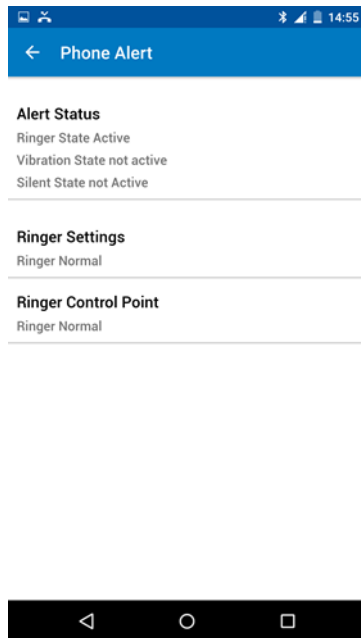 14:55
Phone Alert
Alert Status
Ringer State Active
Vibration State not active
Silent State not Active
Ringer Settings
Ringer Normal
Ringer Control Point
Ringer Normal